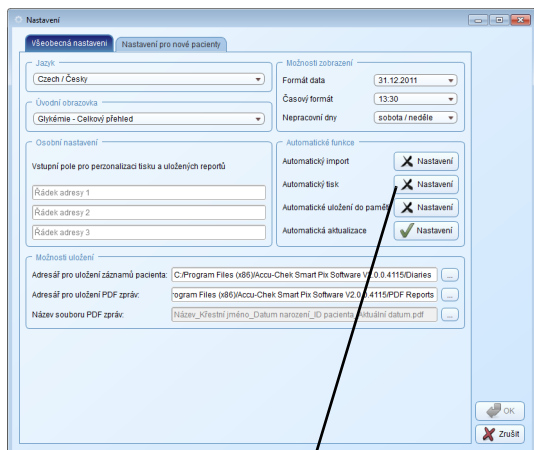 Nastavení
Všeobecná nastavení
Nastavení pro nové pacienty
Jazyk
Czech / Česky
Úvodní obrazovka
Glykémie - Celkový přehled
Možnosti zobrazení
Formát data 31.12.2011
Časový formát 13:30
Nepracovní dny sobota / neděle
Osobní nastavení
Vstupní pole pro perzonalizaci tisku a uložených reportů
Řádek adresy 1
Řádek adresy 2
Řádek adresy 3
Automatické funkce
Automatický import Nastavení
Automatický tisk Nastavení
Automatické uložení do paměti Nastavení
Automatická aktualizace Nastavení
Možnosti uložení
Adresář pro uložení záznamů pacienta: C:/Program Files (x86)/Accu-Chek Smart Pix Software V2.0.0.4115/Diaries ...
Adresář pro uložení PDF zpráv: rogram Files (x86)/Accu-Chek Smart Pix Software V2.0.0.4115/PDF Reports ...
Název souboru PDF zpráv: Název_Křestní jméno_Datum narození_ID pacienta_Aktuální datum.pdf ...
OK
Zrušit